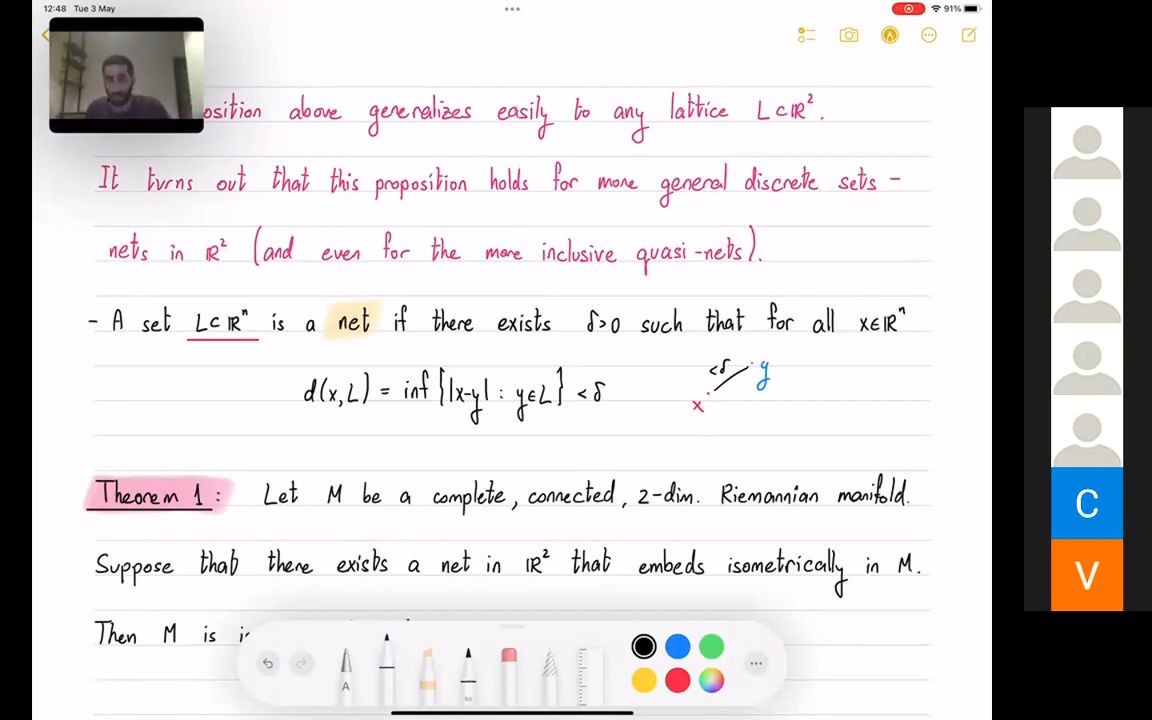 12:48 Tue 3 May
91%
osition above generalizes easily to any lattice L⊂ℝ².
It turns out that this proposition holds for more general discrete sets -
nets in ℝ² (and even for the more inclusive quasi-nets).
- A set L⊂ℝⁿ is a net if there exists δ>0 such that for all x∈ℝⁿ
d(x,L) = inf {|x-y| : y∈L} < δ
<δ y
x
Theorem 1: Let M be a complete, connected, 2-dim. Riemannian manifold.
Suppose that there exists a net in ℝ² that embeds isometrically in M.
Then M is
A
50
C
V